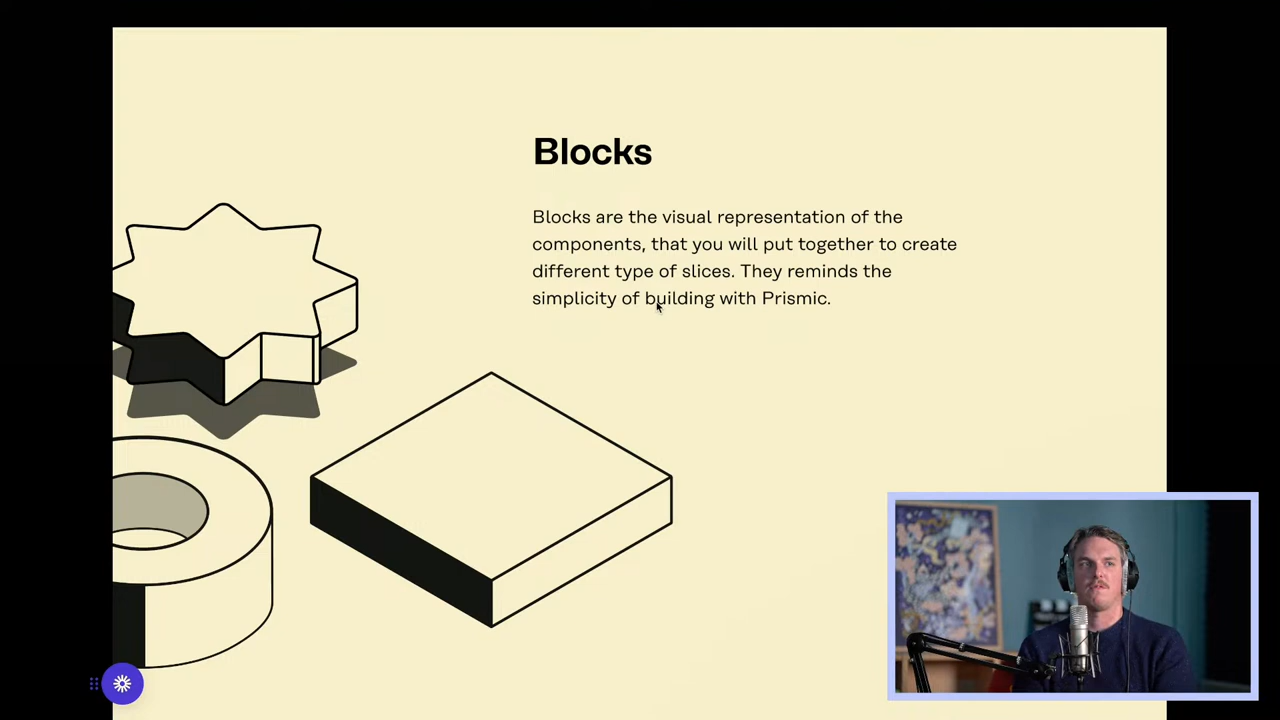 Blocks
Blocks are the visual representation of the
components, that you will put together to create
different type of slices. They reminds the
simplicity of building with Prismic.